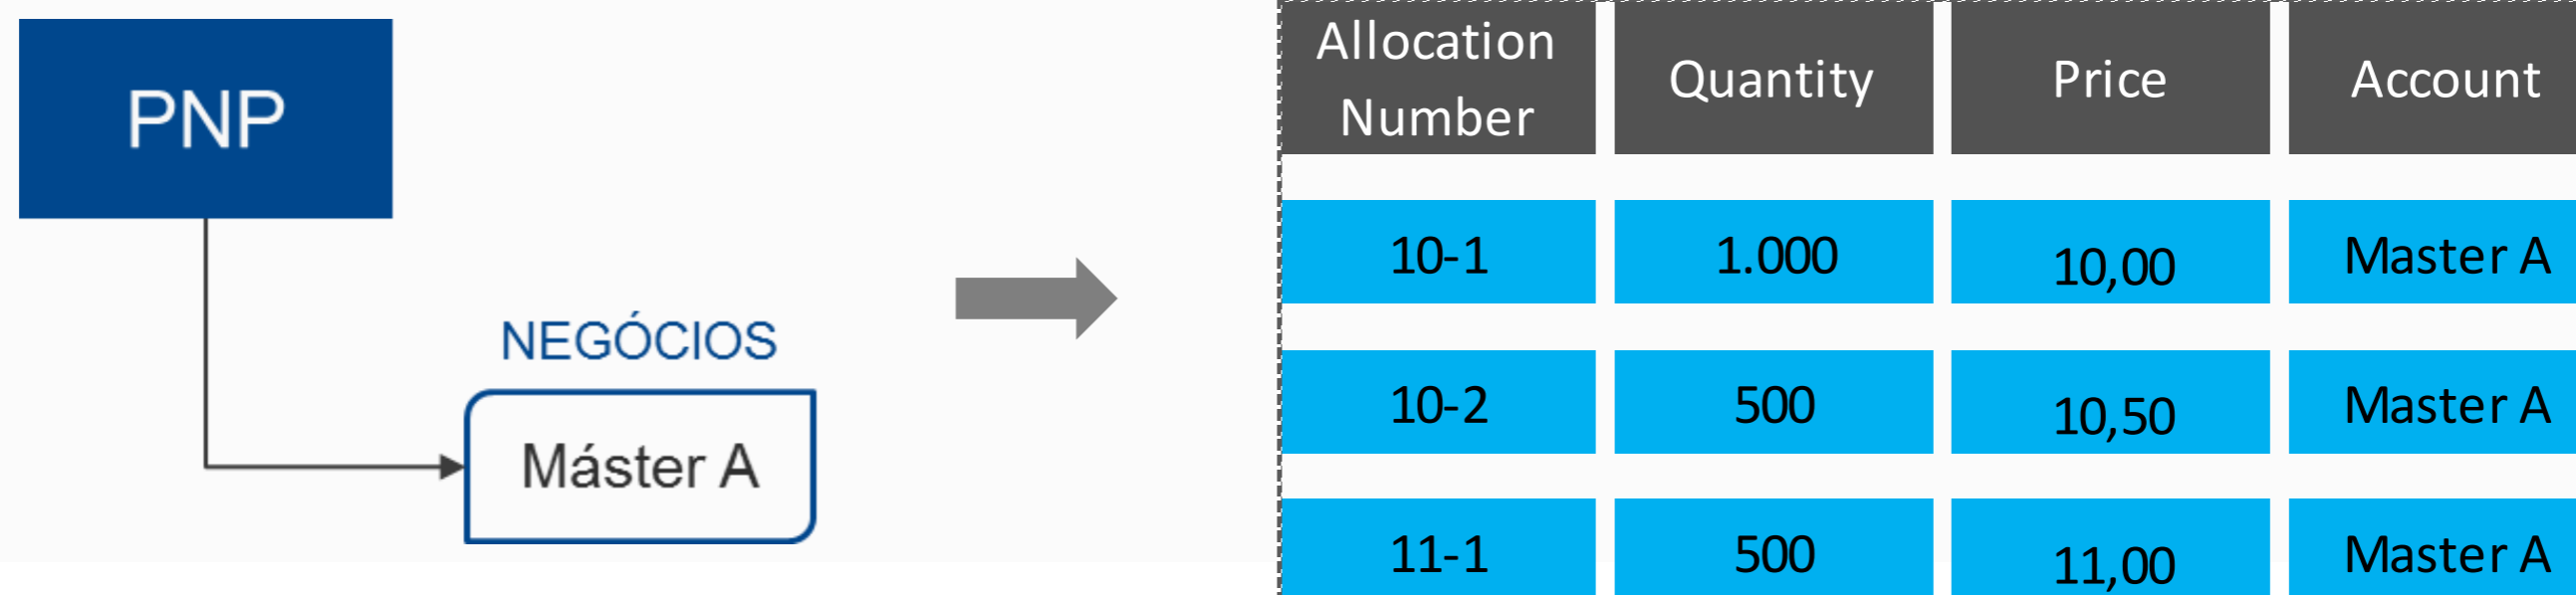 PNP
NEGÓCIOS
Máster A
Allocation
Number
Quantity
Price
Account
10-1
1.000
10,00
Master A
10-2
500
10,50
Master A
11-1
500
11,00
Master A